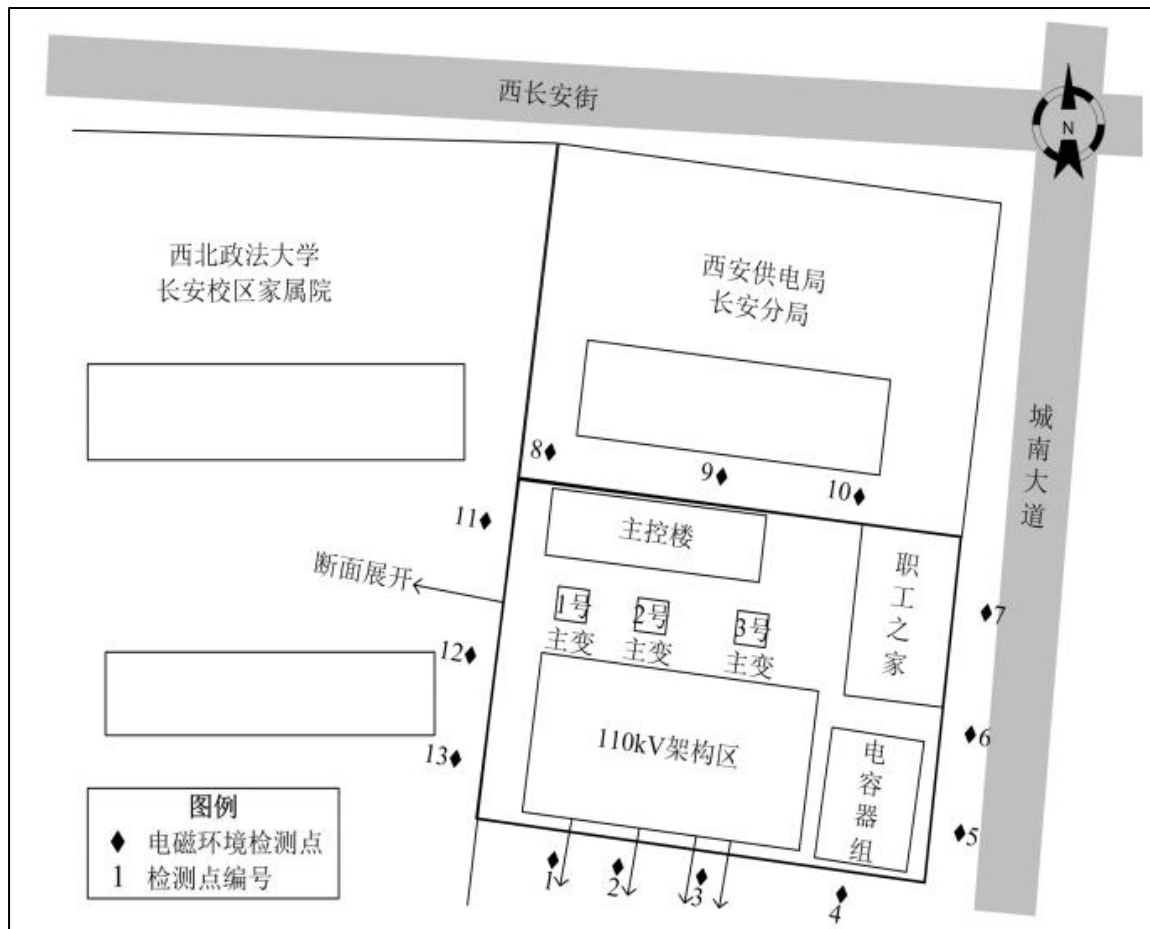 西长安街
N
西北政法大学
长安校区家属院
西安供电局
长安分局
城南大道
8
9
10
11
主控楼
职工之家
断面展开
1号
主变
2号
主变
3号
主变
7
12
6
110kV架构区
电容器组
13
5
图例
电磁环境检测点
1 检测点编号
1
2
3
4